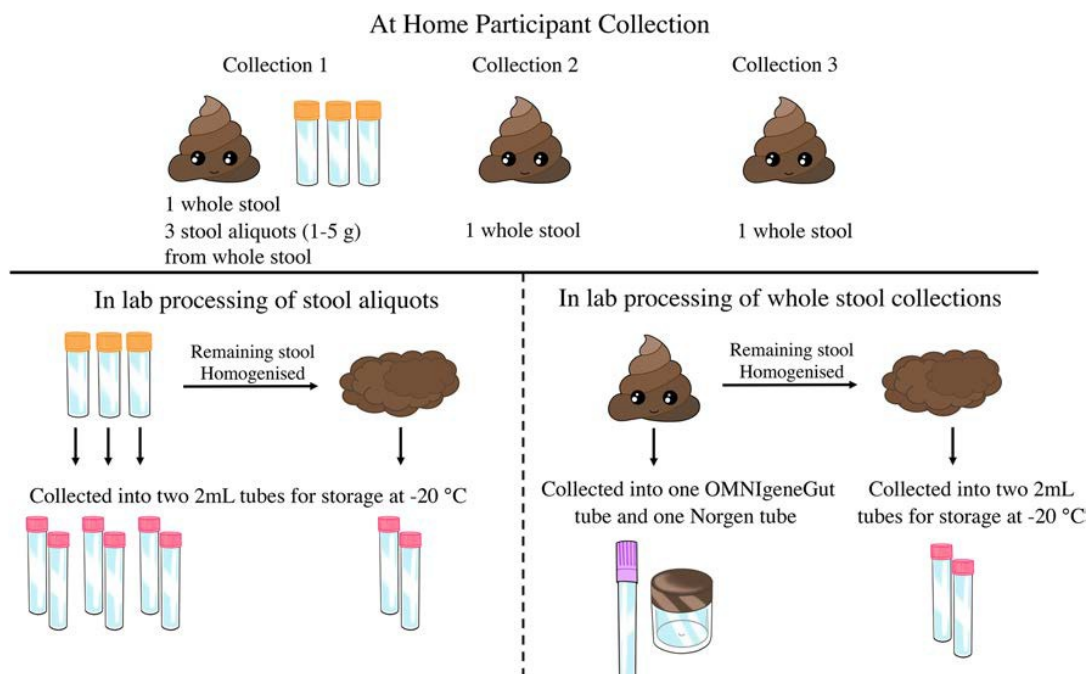 At Home Participant Collection
Collection 1
Collection 2
Collection 3
1 whole stool
3 stool aliquots (1-5 g)
from whole stool
1 whole stool
1 whole stool
In lab processing of stool aliquots
Remaining stool
Homogenised
Collected into two 2mL tubes for storage at -20 °C
In lab processing of whole stool collections
Remaining stool
Homogenised
Collected into one OMNIgeneGut
tube and one Norgen tube
Collected into two 2mL
tubes for storage at -20 °C